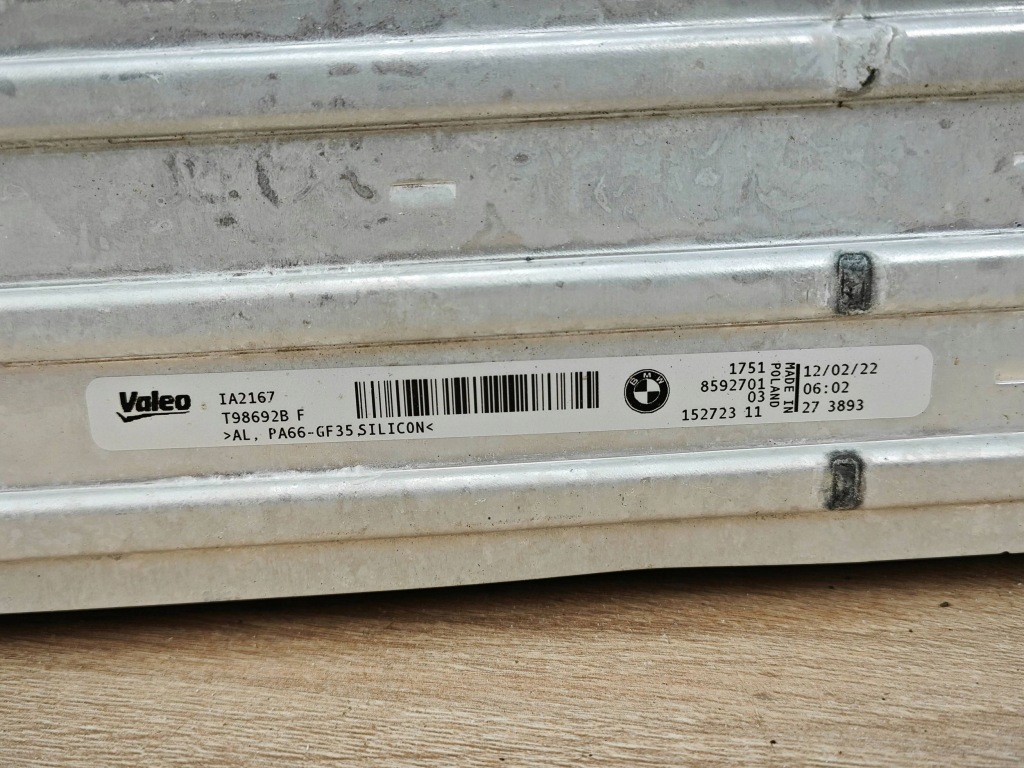 Valeo
IA2167
T98692B F
>AL, PA66-GF35,SILICON<
BMW
1751
8592701
03
152723 11
MADE IN
POLAND
12/02/22
06:02
27 3893